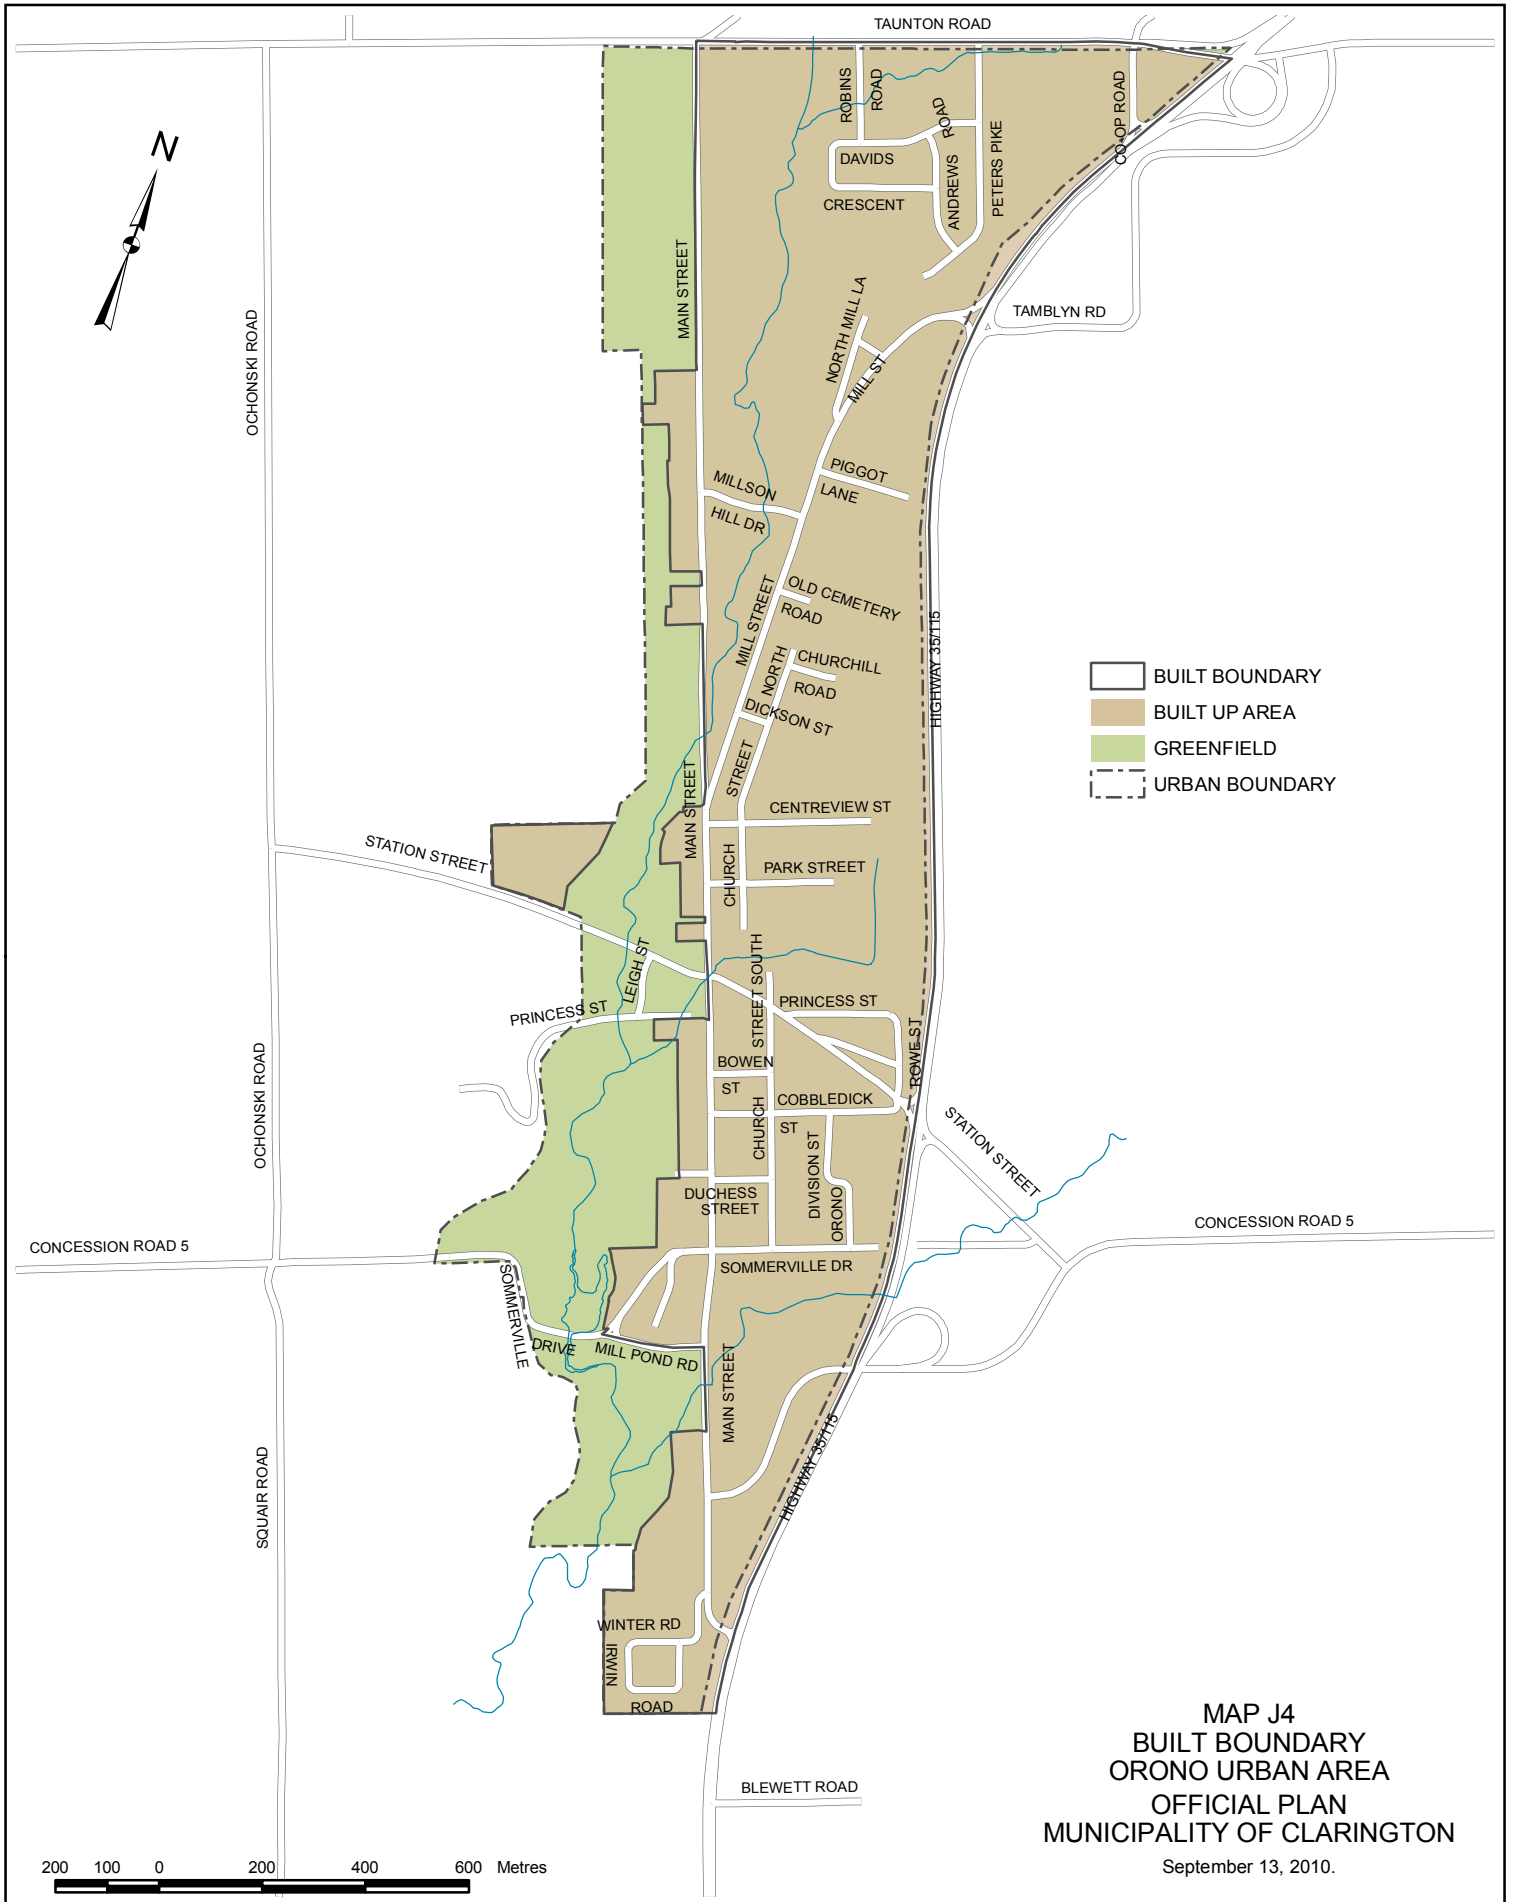 TAUNTON ROAD
ROBINS
ROAD
ROAD
CO-OP ROAD
N
DAVIDS
PETERS PIKE
ANDREWS
CRESCENT
MAIN STREET
NORTH MILL LA
TAMBLYN RD
OCHONSKI ROAD
MILL ST
PIGGOT
LANE
MILLSON
HILL DR
OLD CEMETERY
ROAD
MILL STREET
HIGHWAY 35/115
NORTH
CHURCHILL
ROAD
DICKSON ST
STREET
BUILT BOUNDARY
BUILT UP AREA
GREENFIELD
URBAN BOUNDARY
MAIN STREET
CENTREVIEW ST
STATION STREET
CHURCH
PARK STREET
LEIGH ST
STREET SOUTH
PRINCESS ST
PRINCESS ST
ROWE ST
BOWEN
ST
COBBLEDICK
ST
CHURCH
OCHONSKI ROAD
DIVISION ST
ORONO
STATION STREET
DUCHESS
STREET
CONCESSION ROAD 5
CONCESSION ROAD 5
SOMMERVILLE DR
SOMMERVILLE
DRIVE
MILL POND RD
MAIN STREET
HIGHWAY 35/115
SQUAIR ROAD
WINTER RD
IRWIN
ROAD
BLEWETT ROAD
MAP J4
BUILT BOUNDARY
ORONO URBAN AREA
OFFICIAL PLAN
MUNICIPALITY OF CLARINGTON
September 13, 2010.
200 100 0 200 400 600 Metres